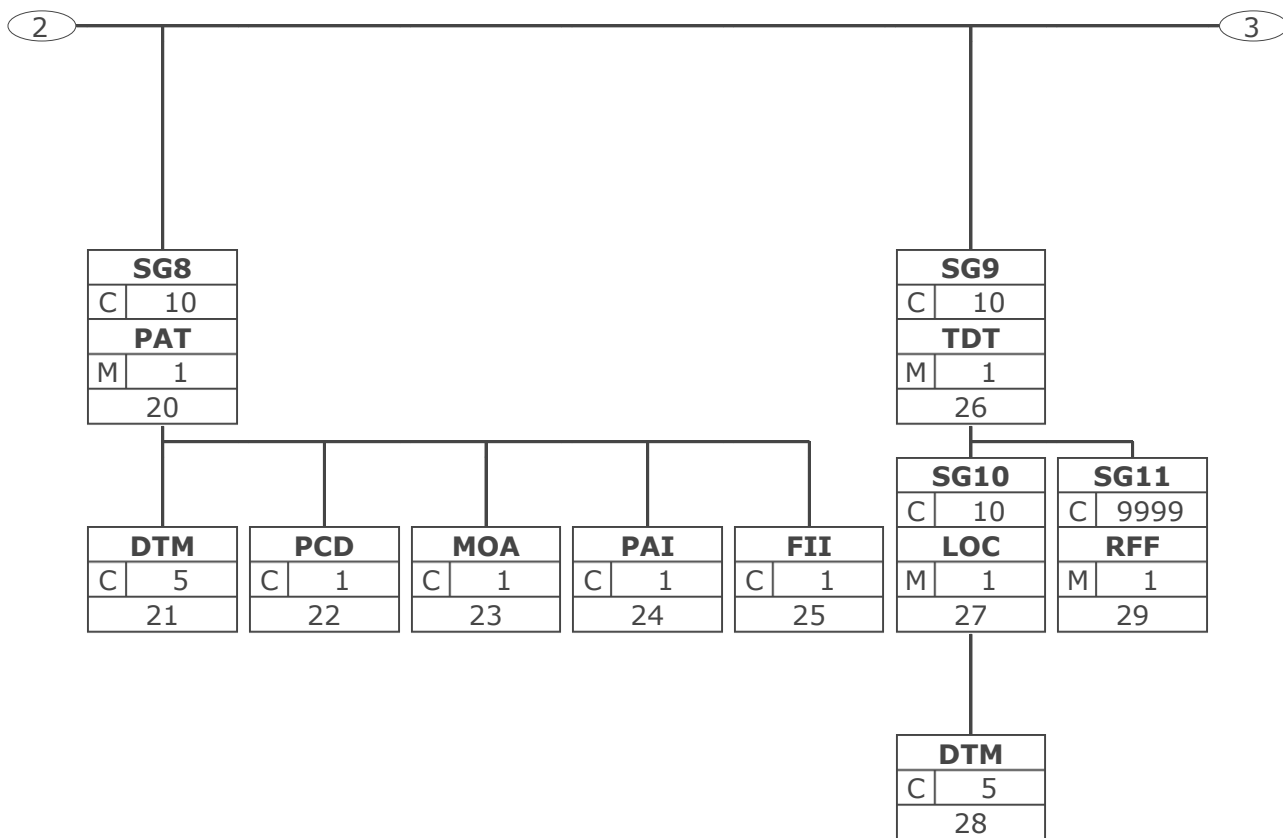 2 3
SG8 SG9
C 10 C 10
PAT TDT
M 1 M 1
20 26
SG10 SG11
C 10 C 9999
DTM PCD MOA PAI FII LOC RFF
C 5 C 1 C 1 C 1 C 1 M 1 M 1
21 22 23 24 25 27 29
DTM
C 5
28